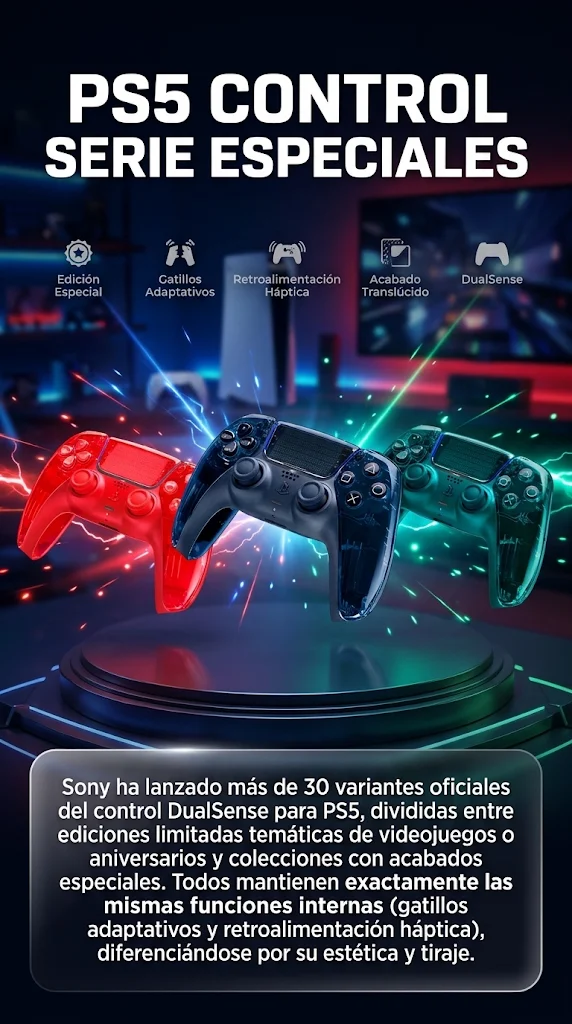 PS5 CONTROL
SERIE ESPECIALES
Edición
Especial
Gatillos
Adaptativos
Retroalimentación
Háptica
Acabado
Translúcido
DualSense
Sony ha lanzado más de 30 variantes oficiales
del control DualSense para PS5, divididas entre
ediciones limitadas temáticas de videojuegos o
aniversarios y colecciones con acabados
especiales. Todos mantienen exactamente las
mismas funciones internas (gatillos
adaptativos y retroalimentación háptica),
diferenciándose por su estética y tiraje.